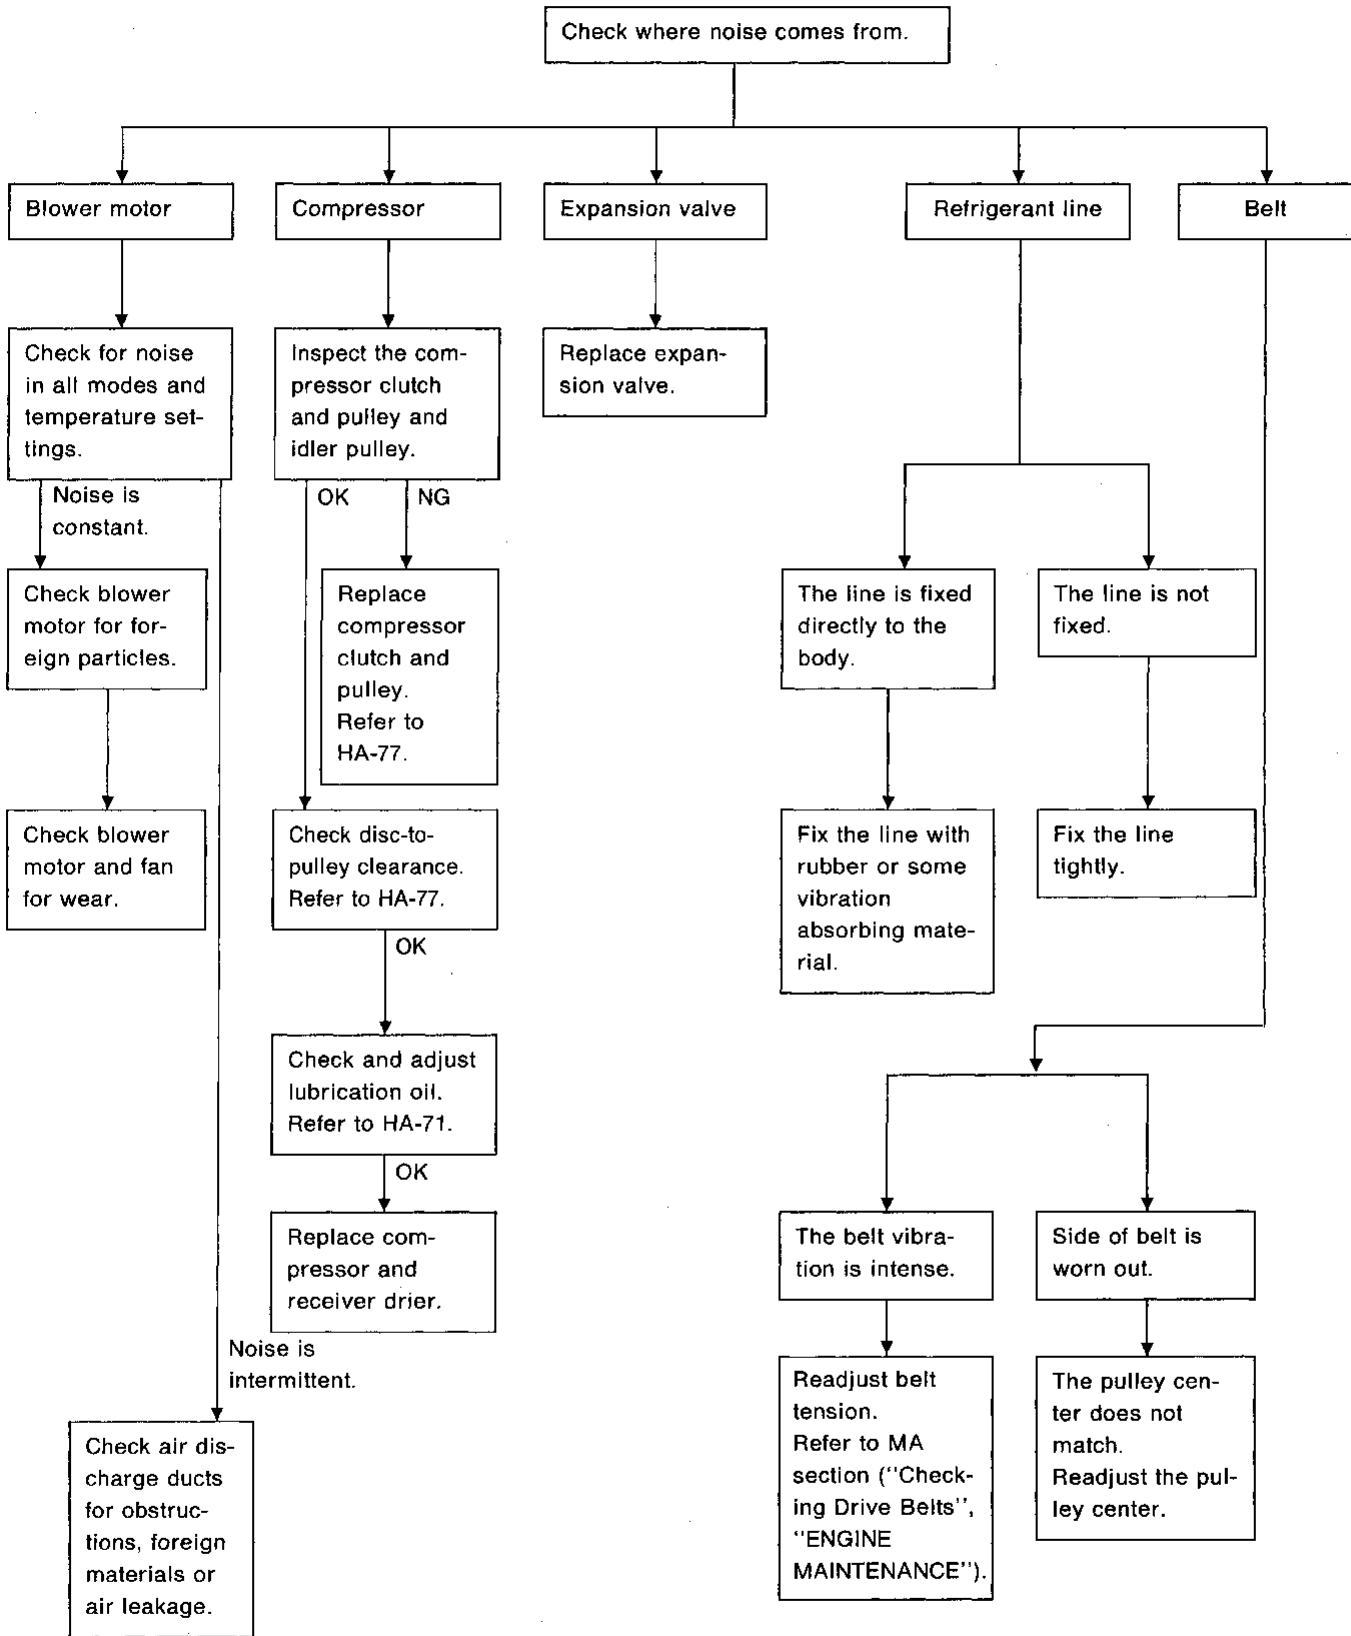 Check where noise comes from.
Blower motor
Compressor
Expansion valve
Refrigerant line
Belt
Check for noise
in all modes and
temperature set-
tings.
Inspect the com-
pressor clutch
and pulley and
idler pulley.
Replace expan-
sion valve.
Noise is
constant.
OK
NG
Check blower
motor for for-
eign particles.
Replace
compressor
clutch and
pulley.
Refer to
HA-77.
The line is fixed
directly to the
body.
The line is not
fixed.
Check blower
motor and fan
for wear.
Check disc-to-
pulley clearance.
Refer to HA-77.
Fix the line with
rubber or some
vibration
absorbing mate-
rial.
Fix the line
tightly.
OK
Check and adjust
lubrication oil.
Refer to HA-71.
OK
Replace com-
pressor and
receiver drier.
The belt vibra-
tion is intense.
Side of belt is
worn out.
Noise is
intermittent.
Check air dis-
charge ducts
for obstruc-
tions, foreign
materials or
air leakage.
Readjust belt
tension.
Refer to MA
section (''Check-
ing Drive Belts'',
''ENGINE
MAINTENANCE'').
The pulley cen-
ter does not
match.
Readjust the pul-
ley center.